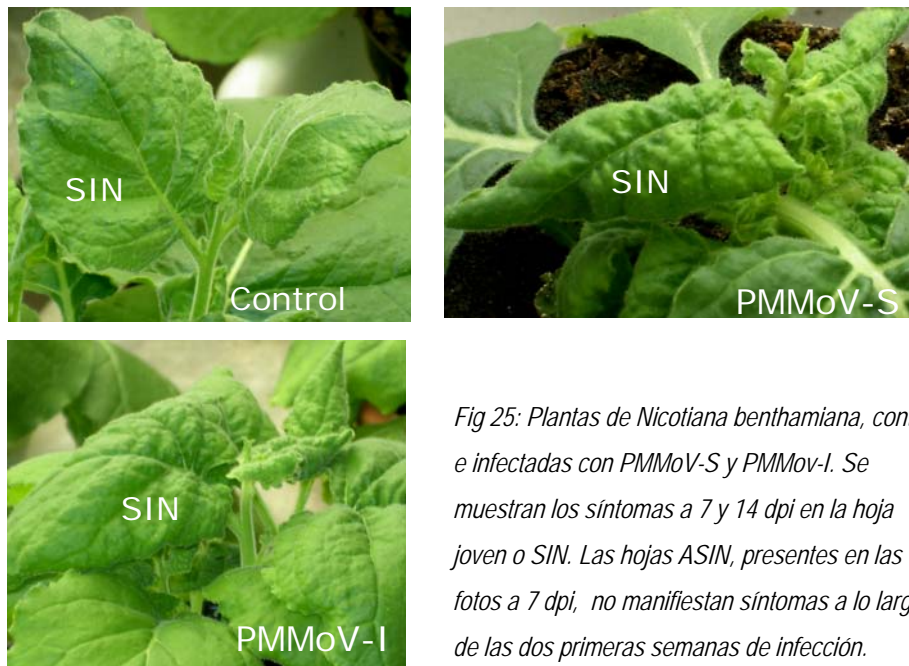 SIN
Control
SIN
PMMoV-S
SIN
PMMoV-I
Fig 25: Plantas de Nicotiana benthamiana,
e infectadas con PMMoV-S y PMMov-I. Se
muestran los síntomas a 7 y 14 dpi en la hoja
joven o SIN. Las hojas ASIN, presentes en las
fotos a 7 dpi, no manifiestan síntomas a lo
de las dos primeras semanas de infección.